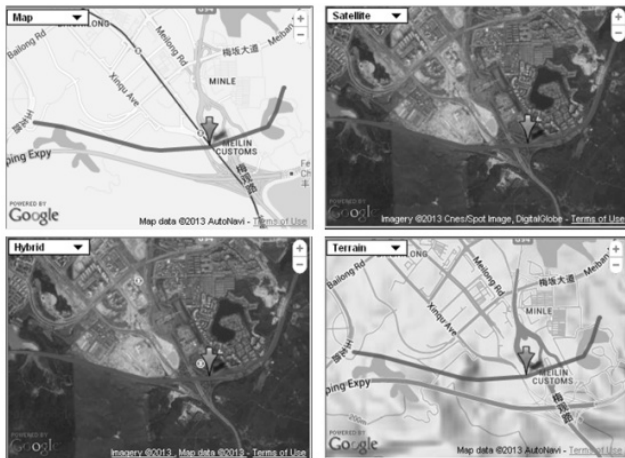 Map
G94
Bailong Rd
Meilong Rd
梅坂大道
Meiban
Xinqu Ave
MINLE
MEILIN
CUSTOMS
ping Expy
梅观路
POWERED BY
Google
Map data ©2013 AutoNavi - Terms of Use
Satellite
POWERED BY
Google
Imagery ©2013 Cnes/Spot Image, DigitalGlobe - Terms of Use
Hybrid
G94
POWERED BY
Google
Imagery ©2013 , Map data ©2013 - Terms of Use
Terrain
G94
Bailong Rd
Meilong Rd
梅坂大道
Meiban
Xinqu Ave
MINLE
MEILIN
CUSTOMS
ping Expy
梅观路
200m
POWERED BY
Google
Map data ©2013 AutoNavi - Terms of Use